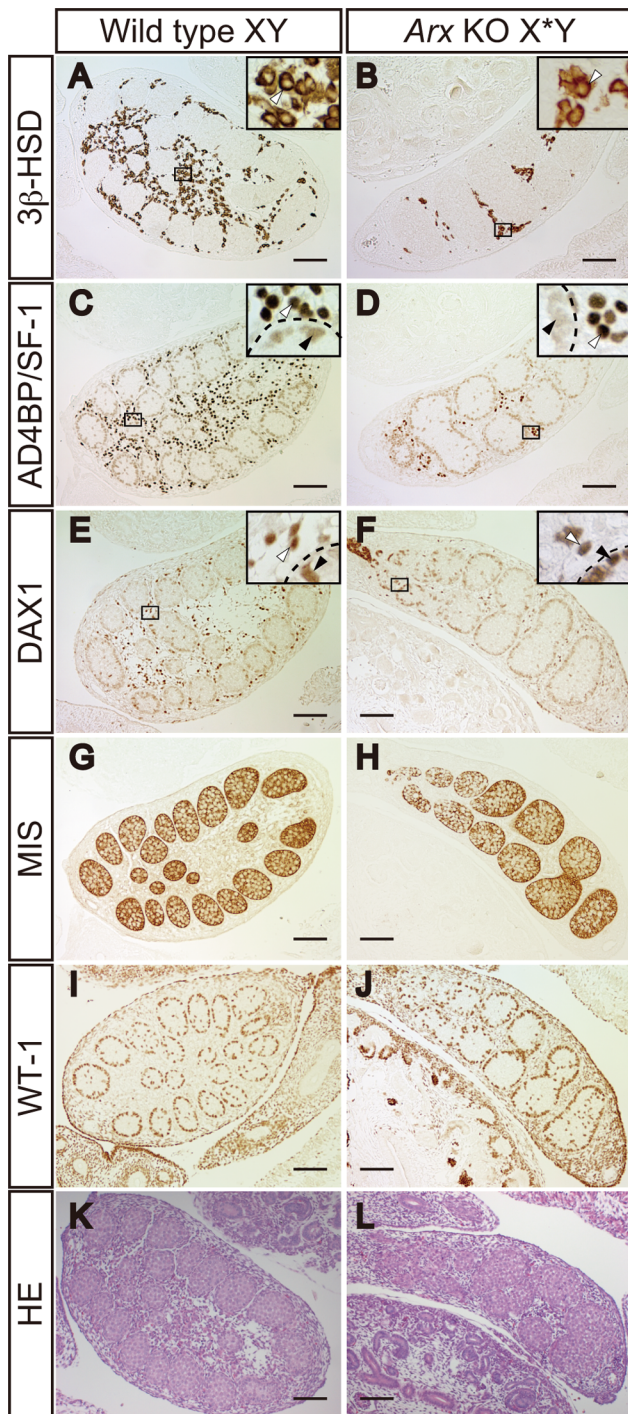 Wild type XY
Arx KO X*Y
3β-HSD
A
B
AD4BP/SF-1
C
D
DAX1
E
F
MIS
G
H
WT-1
I
J
HE
K
L